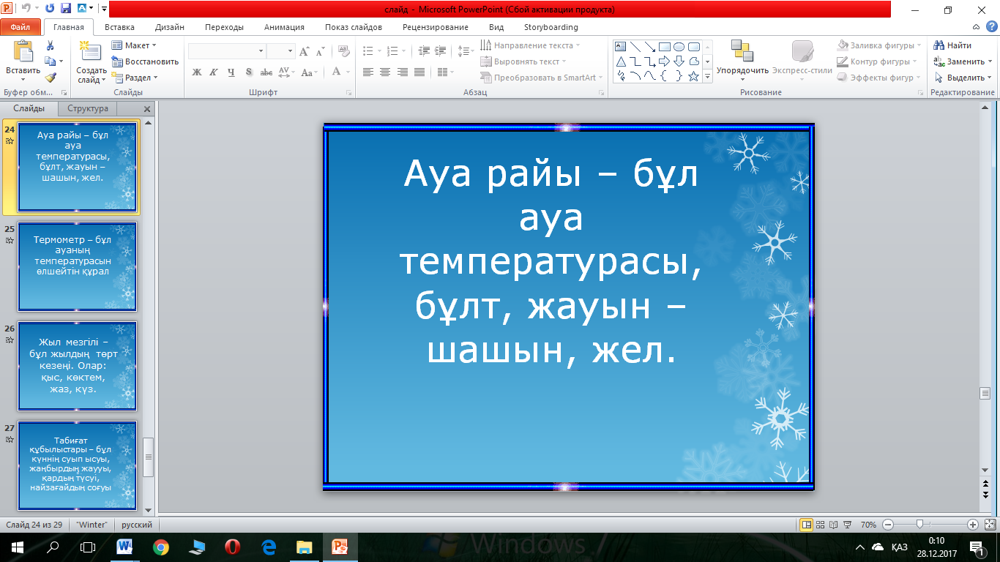 слайд - Microsoft PowerPoint (Сбой активации продукта)
Файл
Главная
Вставка
Дизайн
Переходы
Анимация
Показ слайдов
Рецензирование
Вид
Storyboarding
Вставить
Буфер обм...
Создать слайд
Макет
Восстановить
Раздел
Слайды
Ж К Ч S abc AV Aa А
Шрифт
Направление текста
Выровнять текст
Преобразовать в SmartArt
Абзац
Упорядочить
Экспресс-стили
Заливка фигуры
Контур фигуры
Эффекты фигур
Рисование
Найти
Заменить
Выделить
Редактирование
Слайды
Структура
24
Ауа райы – бұл
ауа
температурасы,
бұлт, жауын –
шашын, жел.
25
Термометр – бұл
ауаның
температурасын
өлшейтін құрал
26
Жыл мезгілі –
бұл жылдың төрт
кезеңі. Олар:
қыс, көктем,
жаз, күз.
27
Табиғат
құбылыстары – бұл
күннің суып ысуы,
жаңбырдың жаууы,
қардың түсуі,
найзағайдың соғуы
Ауа райы – бұл
ауа
температурасы,
бұлт, жауын –
шашын, жел.
Слайд 24 из 29
"Winter"
русский
70%
Windows
ҚАЗ
0:10
28.12.2017
1